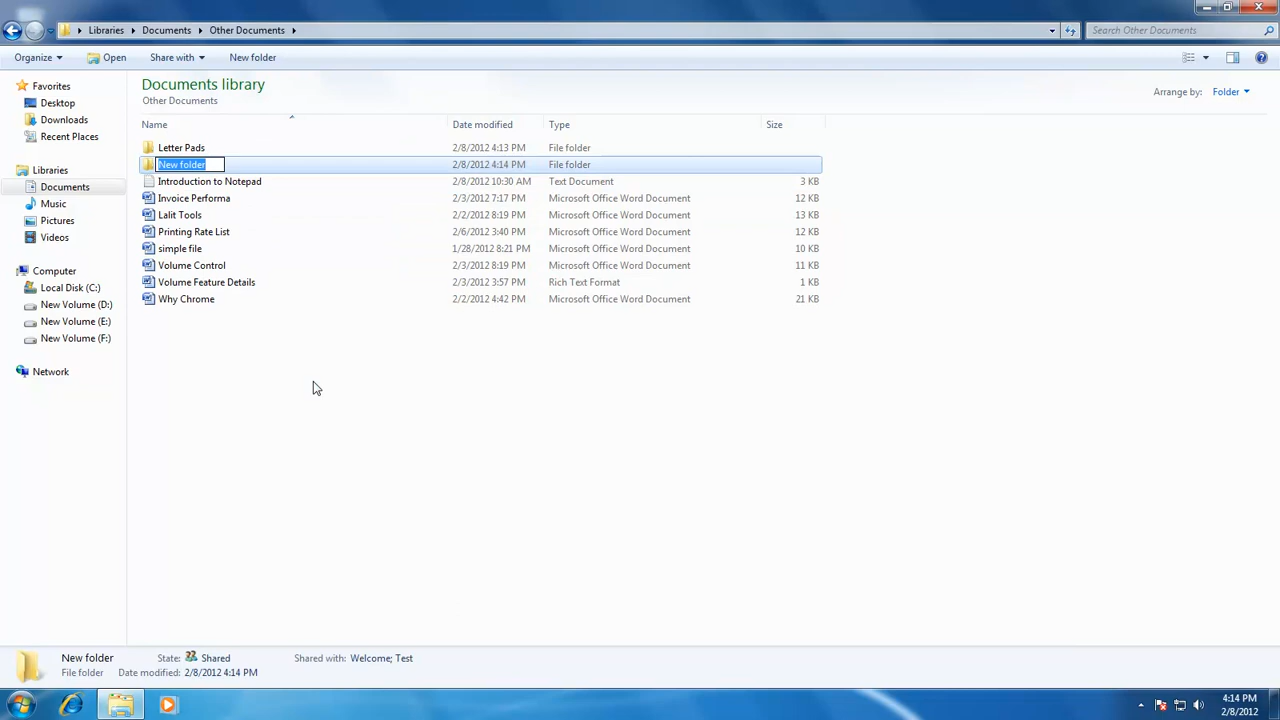 Libraries Documents Other Documents Search Other Documents
Organize Open Share with New folder
Favorites
Desktop
Downloads
Recent Places
Libraries
Documents
Music
Pictures
Videos
Computer
Local Disk (C:)
New Volume (D:)
New Volume (E:)
New Volume (F:)
Network
Documents library
Other Documents
Arrange by: Folder
Name Date modified Type Size
Letter Pads 2/8/2012 4:13 PM File folder
New folder 2/8/2012 4:14 PM File folder
Introduction to Notepad 2/8/2012 10:30 AM Text Document 3 KB
Invoice Performa 2/3/2012 7:17 PM Microsoft Office Word Document 12 KB
Lalit Tools 2/2/2012 8:19 PM Microsoft Office Word Document 13 KB
Printing Rate List 2/6/2012 3:40 PM Microsoft Office Word Document 12 KB
simple file 1/28/2012 8:21 PM Microsoft Office Word Document 10 KB
Volume Control 2/3/2012 8:19 PM Microsoft Office Word Document 11 KB
Volume Feature Details 2/3/2012 3:57 PM Rich Text Format 1 KB
Why Chrome 2/2/2012 4:42 PM Microsoft Office Word Document 21 KB
New folder State: Shared Shared with: Welcome; Test
File folder Date modified: 2/8/2012 4:14 PM
4:14 PM
2/8/2012